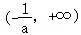 (-1/a, +∞)